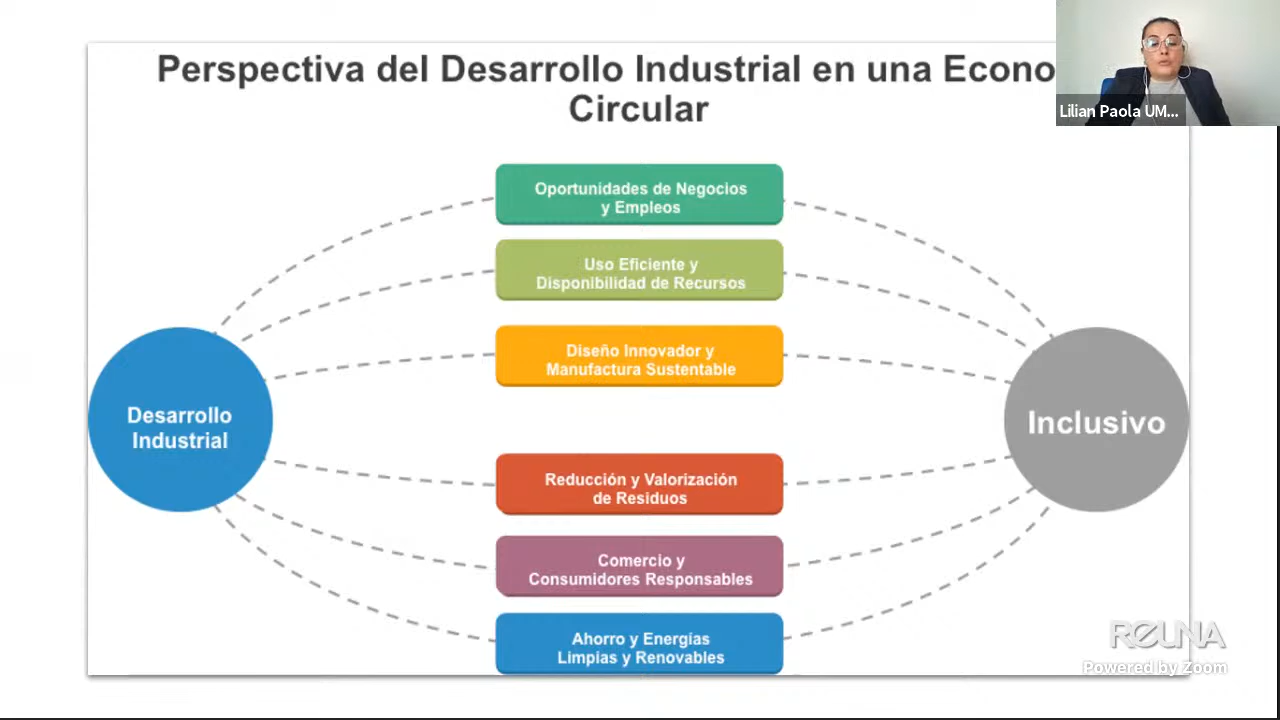 Perspectiva del Desarrollo Industrial en una Econo
Circular
Lilian Paola UM...
Oportunidades de Negocios
y Empleos
Uso Eficiente y
Disponibilidad de Recursos
Diseño Innovador y
Manufactura Sustentable
Desarrollo
Industrial
Inclusivo
Reducción y Valorización
de Residuos
Comercio y
Consumidores Responsables
Ahorro y Energías
Limpias y Renovables
REUNA
Powered by Zoom